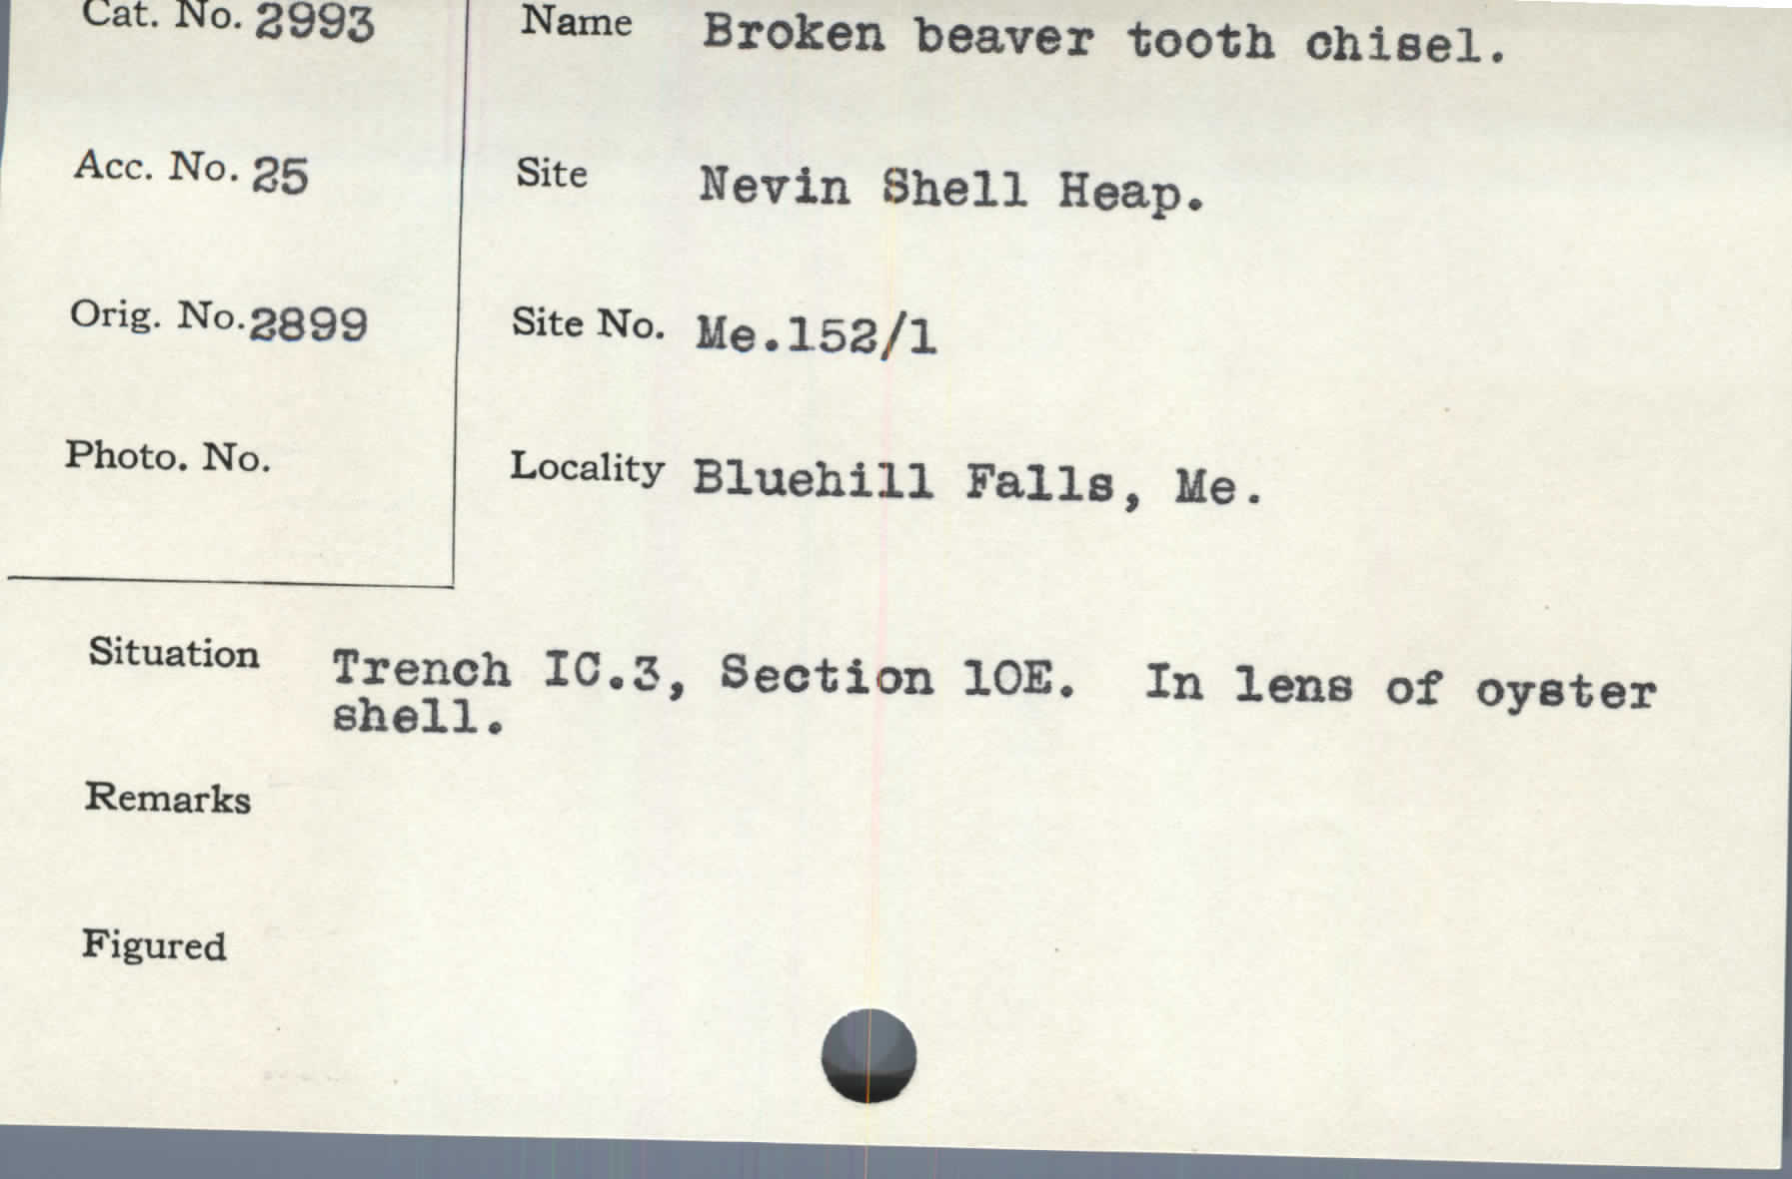 Cat. No. 2993
Name Broken beaver tooth chisel.
Acc. No. 25
Site Nevin Shell Heap.
Orig. No. 2899
Site No. Me.152/1
Photo. No.
Locality Bluehill Falls, Me.
Situation Trench IC.3, Section 10E. In lens of oyster
shell.
Remarks
Figured